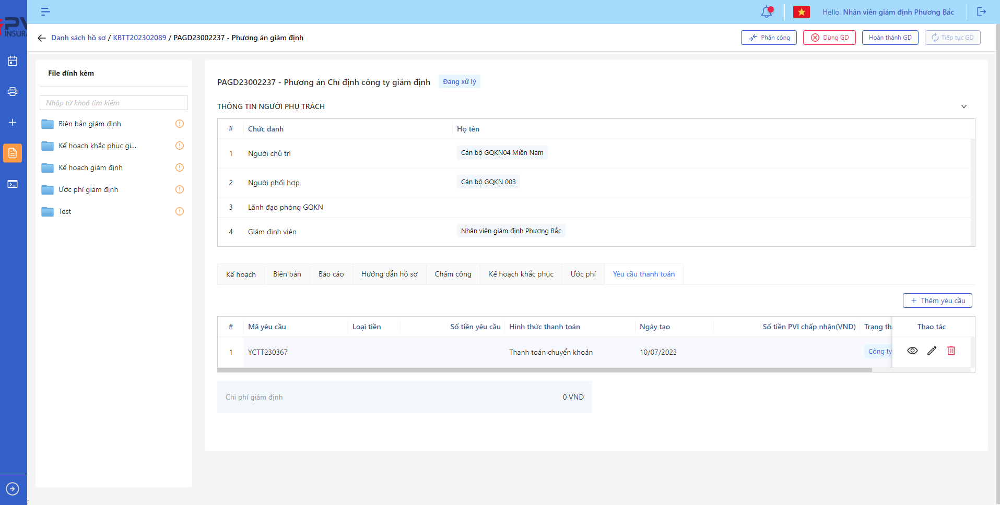 Hello, Nhân viên giám định Phương Bắc
PVI
INSURA
Danh sách hồ sơ / KBTT202302089 / PAGD23002237 - Phương án giám định
Phân công
Dừng GD
Hoàn thành GD
Tiếp tục GD
File đính kèm
Nhập từ khoá tìm kiếm
Biên bản giám định
Kế hoạch khắc phục gi...
Kế hoạch giám định
Ước phí giám định
Test
PAGD23002237 - Phương án Chỉ định công ty giám định
Đang xử lý
THÔNG TIN NGƯỜI PHỤ TRÁCH
# Chức danh Họ tên
1 Người chủ trì Cán bộ GQKN04 Miền Nam
2 Người phối hợp Cán bộ GQKN 003
3 Lãnh đạo phòng GQKN
4 Giám định viên Nhân viên giám định Phương Bắc
Kế hoạch Biên bản Báo cáo Hướng dẫn hồ sơ Chấm công Kế hoạch khắc phục Ước phí Yêu cầu thanh toán
+ Thêm yêu cầu
# Mã yêu cầu Loại tiền Số tiền yêu cầu Hình thức thanh toán Ngày tạo Số tiền PVI chấp nhận(VND) Trạng th Thao tác
1 YCTT230367 Thanh toán chuyển khoản 10/07/2023 Công ty
Chi phí giám định 0 VND
;